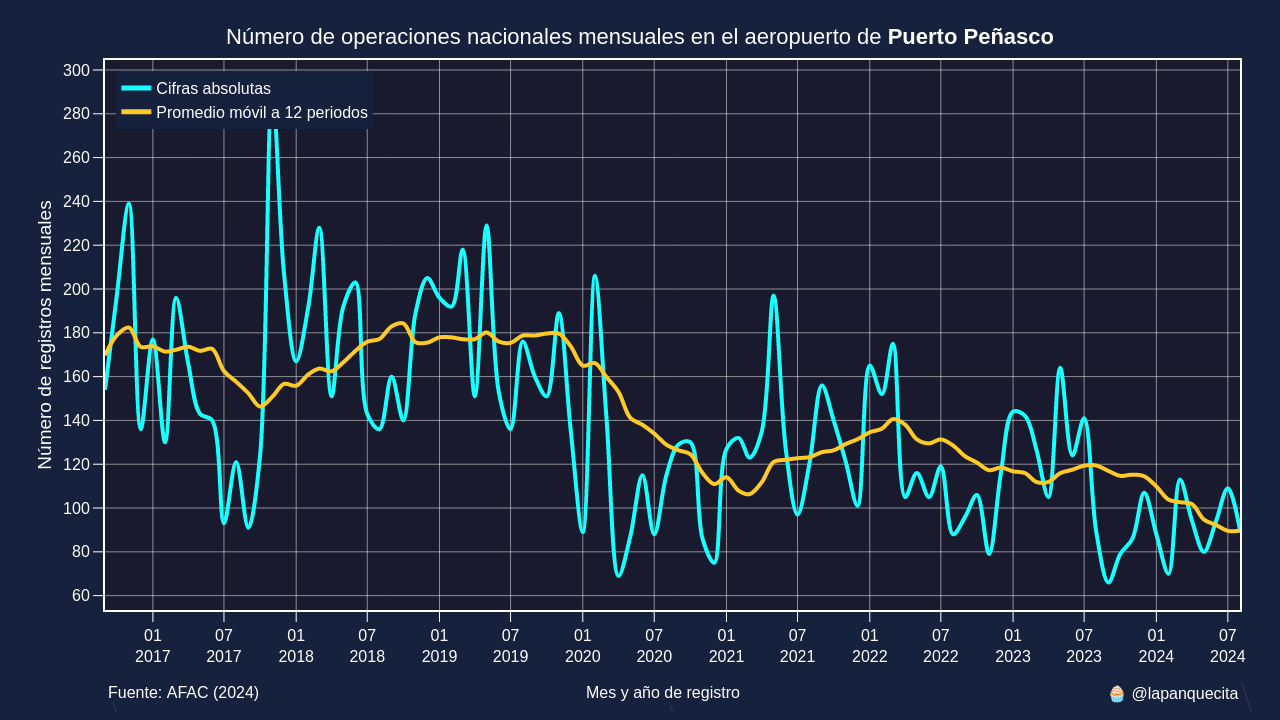 Número de operaciones nacionales mensuales en el aeropuerto de Puerto Peñasco
Cifras absolutas
Promedio móvil a 12 periodos
Número de registros mensuales
300
280
260
240
220
200
180
160
140
120
100
80
60
01 07 01 07 01 07 01 07 01 07 01 07 01 07 01 07
2017 2017 2018 2018 2019 2019 2020 2020 2021 2021 2022 2022 2023 2023 2024 2024
Fuente: AFAC (2024)
Mes y año de registro
🧁 @lapanquecita